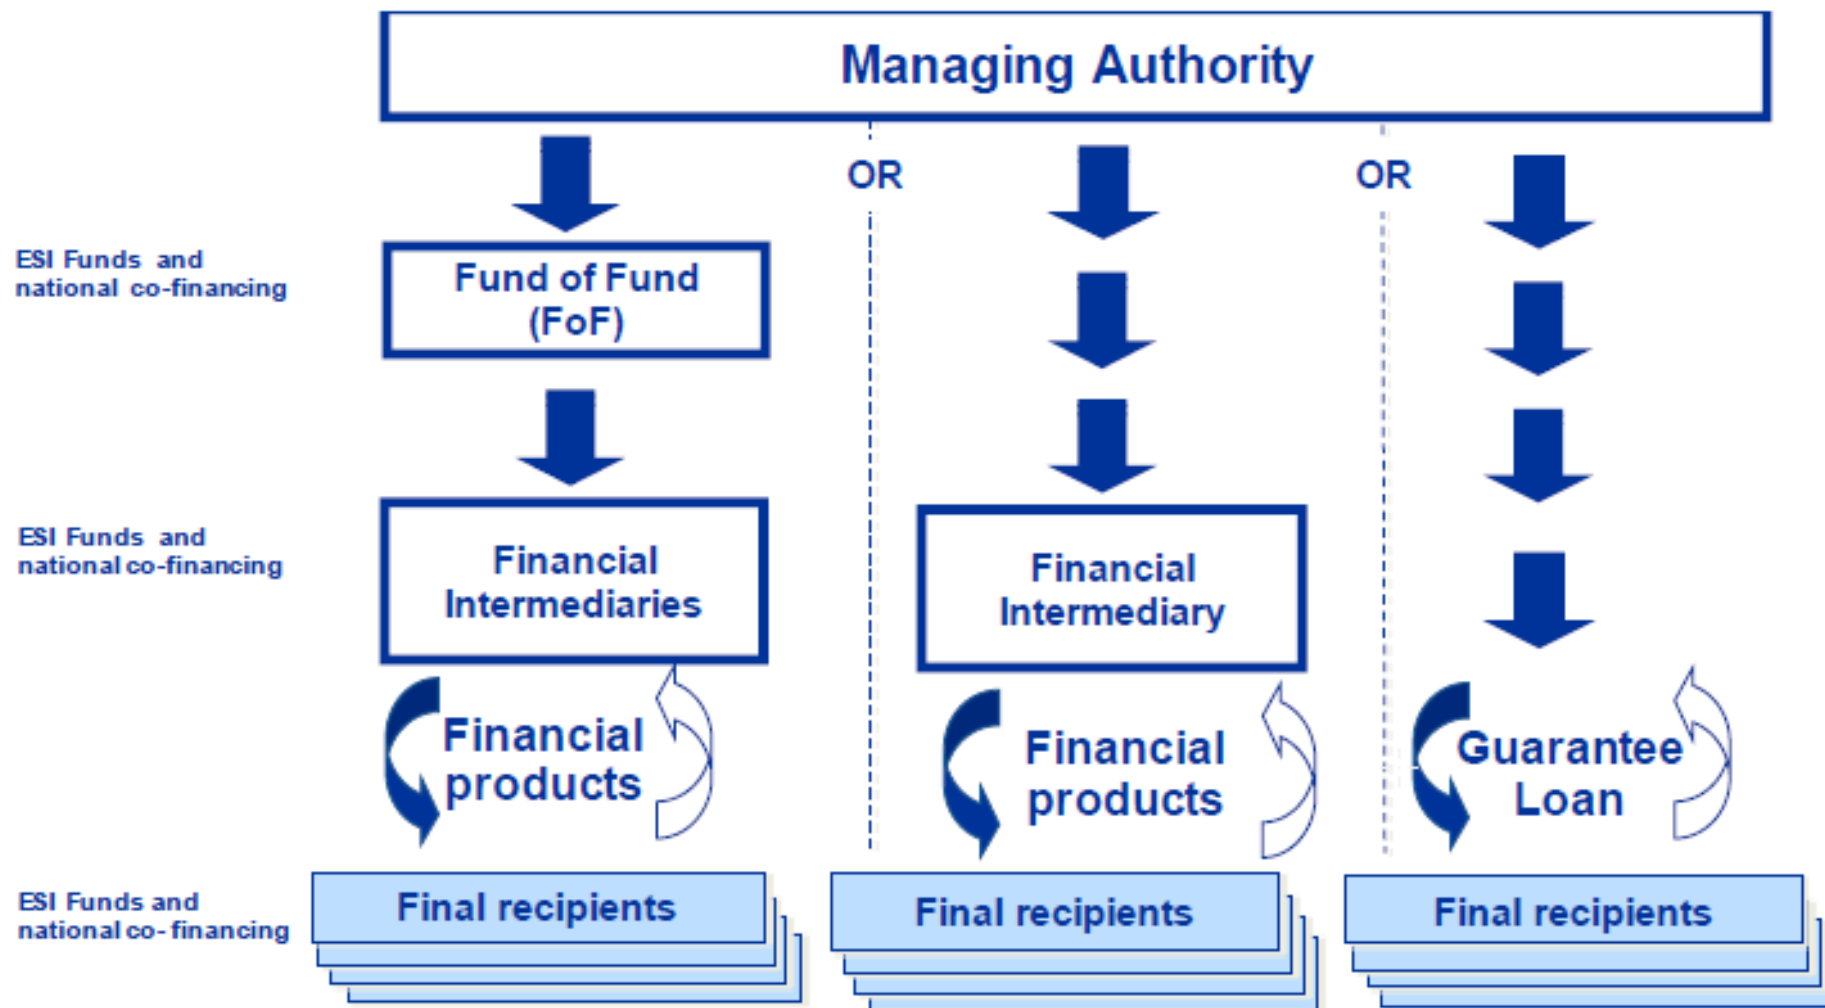 Managing Authority
OR
OR
ESI Funds and
national co-financing
Fund of Fund
(FoF)
ESI Funds and
national co-financing
Financial
Intermediaries
Financial
Intermediary
Financial
products
Financial
products
Guarantee
Loan
ESI Funds and
national co- financing
Final recipients
Final recipients
Final recipients